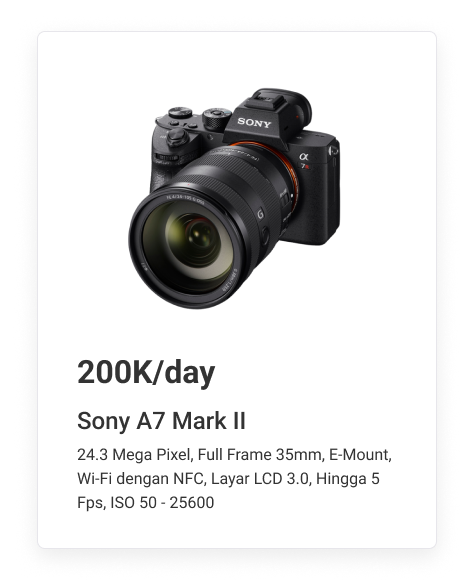 SONY
α
7R
G
200K/day
Sony A7 Mark II
24.3 Mega Pixel, Full Frame 35mm, E-Mount,
Wi-Fi dengan NFC, Layar LCD 3.0, Hingga 5
Fps, ISO 50 - 25600